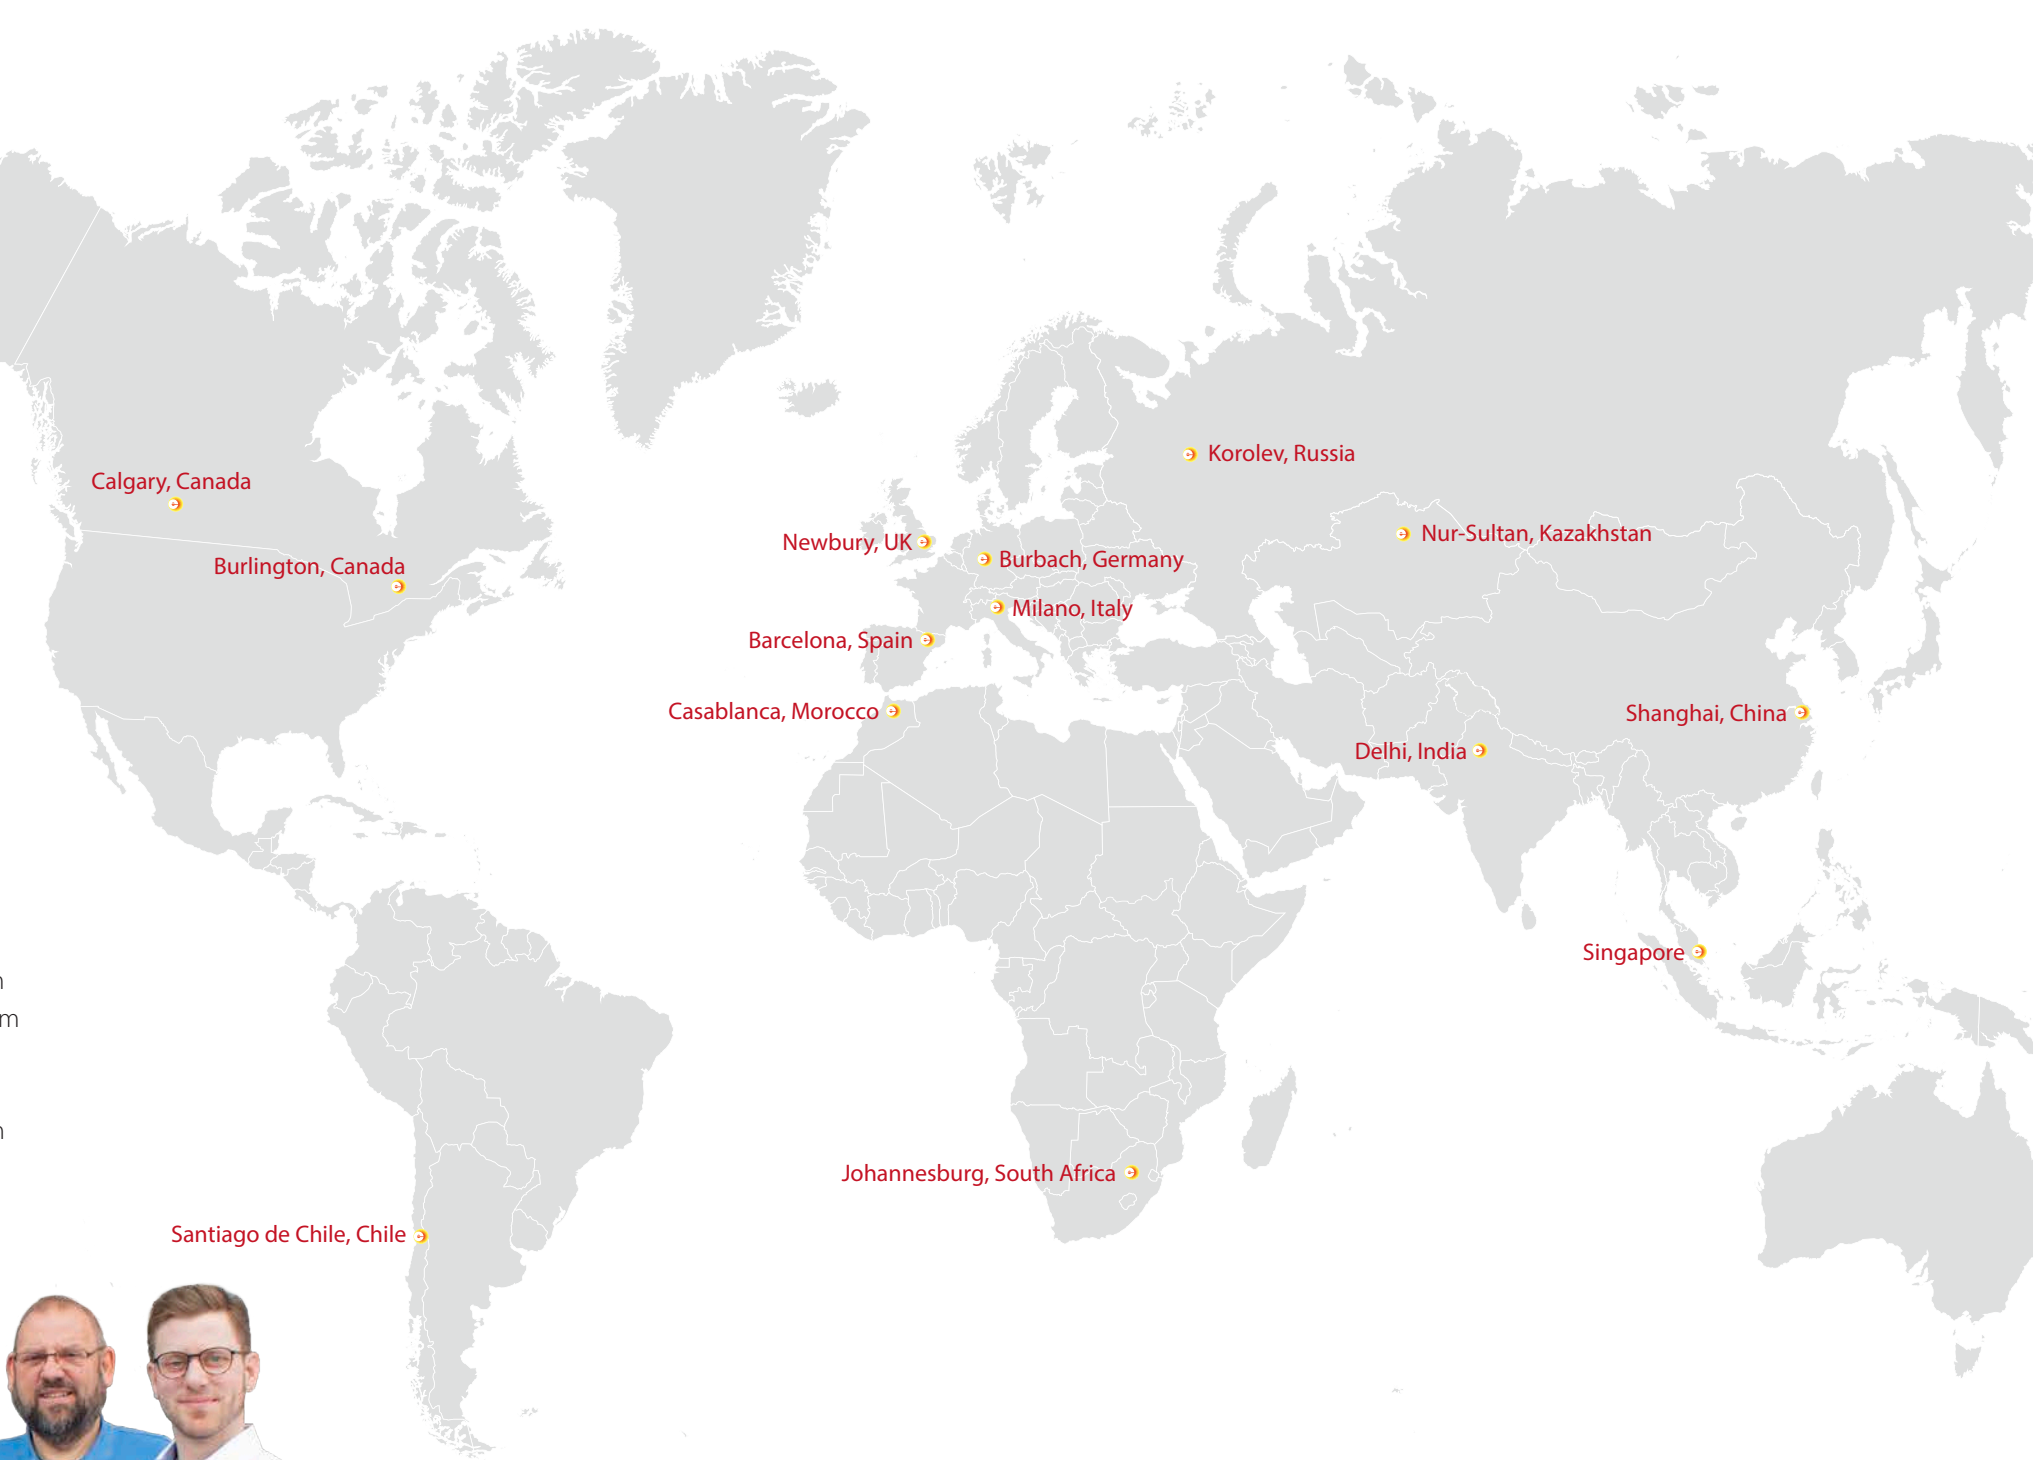 Korolev, Russia
Calgary, Canada
Nur-Sultan, Kazakhstan
Newbury, UK
Burbach, Germany
Burlington, Canada
Milano, Italy
Barcelona, Spain
Casablanca, Morocco
Shanghai, China
Delhi, India
Singapore
Johannesburg, South Africa
Santiago de Chile, Chile